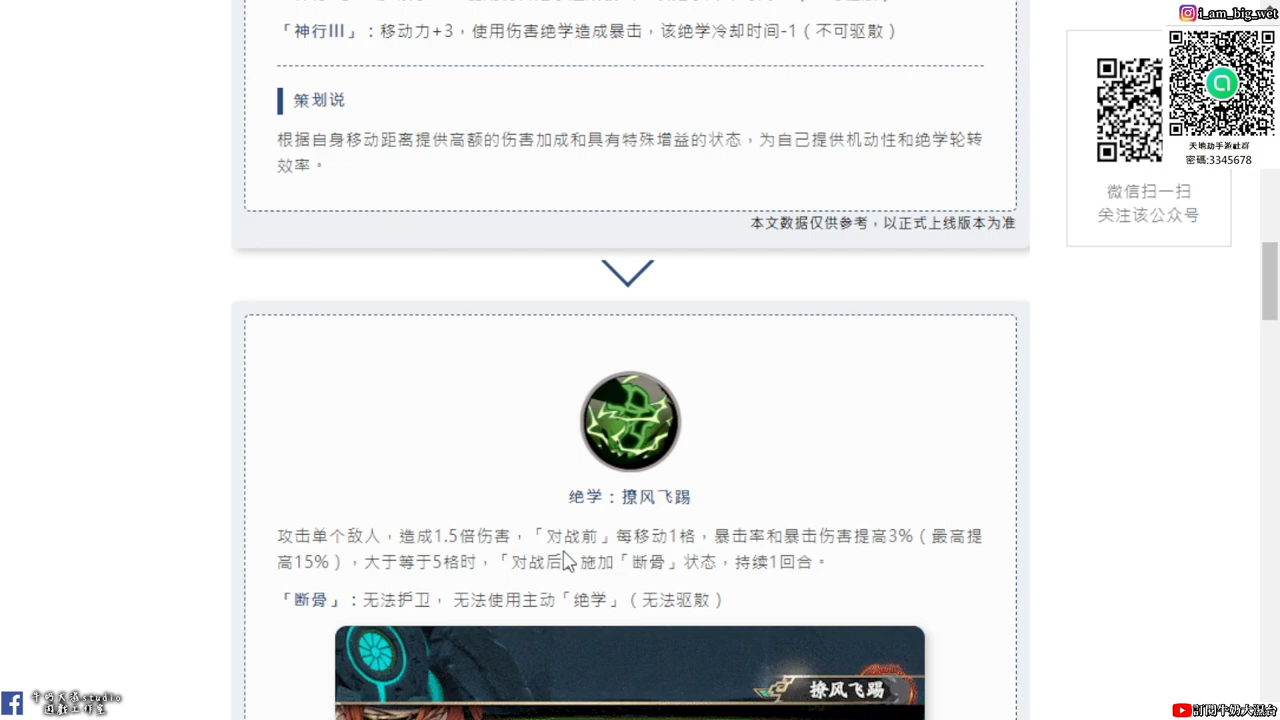 i_am_big_wet
「神行III」：移动力+3，使用伤害绝学造成暴击，该绝学冷却时间-1（不可驱散）
策划说
根据自身移动距离提供高额的伤害加成和具有特殊增益的状态，为自己提供机动性和绝学轮转
效率。
本文数据仅供参考，以正式上线版本为准
天地劫手游社群
密碼:3345678
微信扫一扫
关注该公众号
绝学：撩风飞踢
攻击单个敌人，造成1.5倍伤害，「对战前」每移动1格，暴击率和暴击伤害提高3%（最高提
高15%），大于等于5格时，「对战后 施加「断骨」状态，持续1回合。
「断骨」：无法护卫， 无法使用主动「绝学」（无法驱散）
撩风飞踢
studio